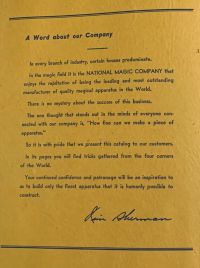 A Word about our Company
In every branch of industry, certain houses predominate.
In the magic field it is the NATIONAL MAGIC COMPANY that
enjoys the reputation of being the leading and most outstanding
manufacturer of quality magical apparatus in the World.
There is no mystery about the success of this business.
The one thought that stands out in the minds of everyone con-
nected with our company is, "How fine can we make a piece of
apparatus."
So it is with pride that we present this catalog to our customers.
In its pages you will find tricks gathered from the four corners
of the World.
Your continued confidence and patronage will be an inspiration to
us to build only the finest apparatus that it is humanly possible to
construct.
Sherman